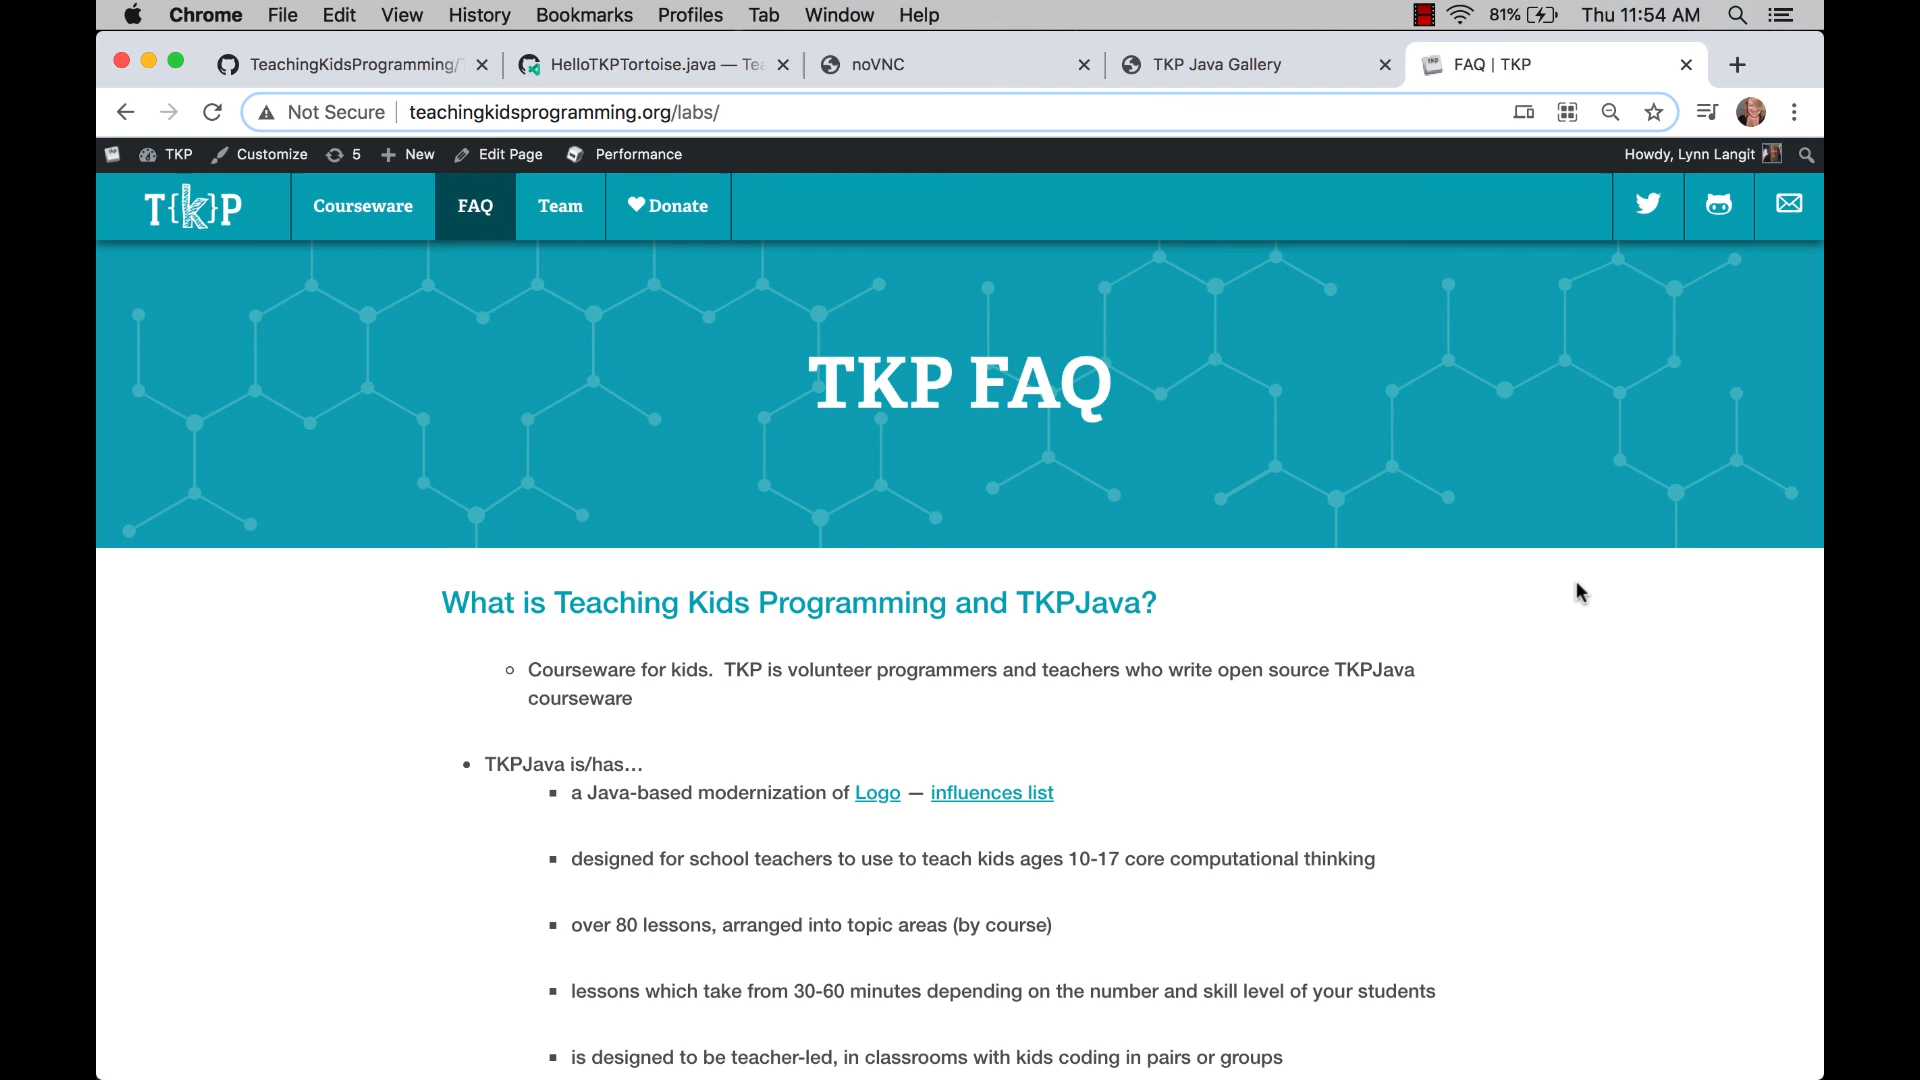 Chrome File Edit View History Bookmarks Profiles Tab Window Help 81% Thu 11:54 AM
TeachingKidsProgramming/ HelloTKPTortoise.java — Tea noVNC TKP Java Gallery FAQ | TKP
Not Secure teachingkidsprogramming.org/labs/
TKP Customize 5 New Edit Page Performance Howdy, Lynn Langit
T{k}P Courseware FAQ Team Donate
TKP FAQ
What is Teaching Kids Programming and TKPJava?
Courseware for kids. TKP is volunteer programmers and teachers who write open source TKPJava
courseware
TKPJava is/has…
a Java-based modernization of Logo — influences list
designed for school teachers to use to teach kids ages 10-17 core computational thinking
over 80 lessons, arranged into topic areas (by course)
lessons which take from 30-60 minutes depending on the number and skill level of your students
is designed to be teacher-led, in classrooms with kids coding in pairs or groups